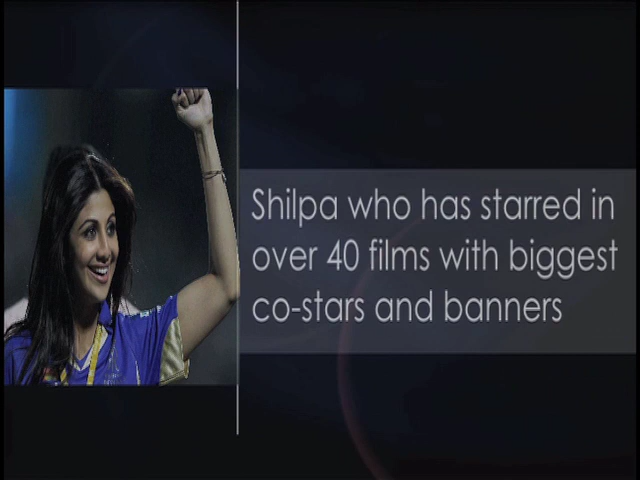 Shilpa who has starred in
over 40 films with biggest
co-stars and banners